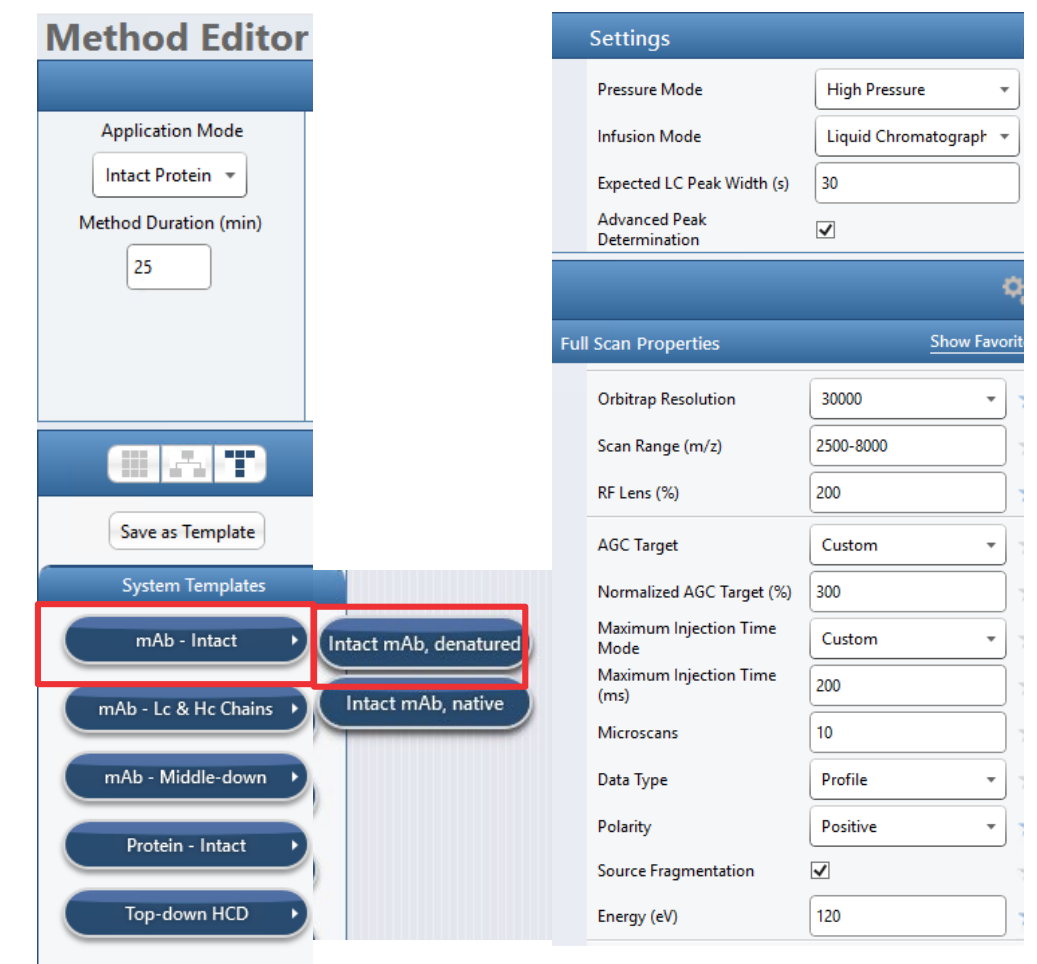 Method Editor
Application Mode
Intact Protein
Method Duration (min)
25
Save as Template
System Templates
mAb - Intact
Intact mAb, denatured
mAb - Lc & Hc Chains
Intact mAb, native
mAb - Middle-down
Protein - Intact
Top-down HCD
Settings
Pressure Mode
High Pressure
Infusion Mode
Liquid Chromatograph
Expected LC Peak Width (s)
30
Advanced Peak
Determination
Full Scan Properties
Show Favorit
Orbitrap Resolution
30000
Scan Range (m/z)
2500-8000
RF Lens (%)
200
AGC Target
Custom
Normalized AGC Target (%)
300
Maximum Injection Time
Mode
Custom
Maximum Injection Time
(ms)
200
Microscans
10
Data Type
Profile
Polarity
Positive
Source Fragmentation
Energy (eV)
120